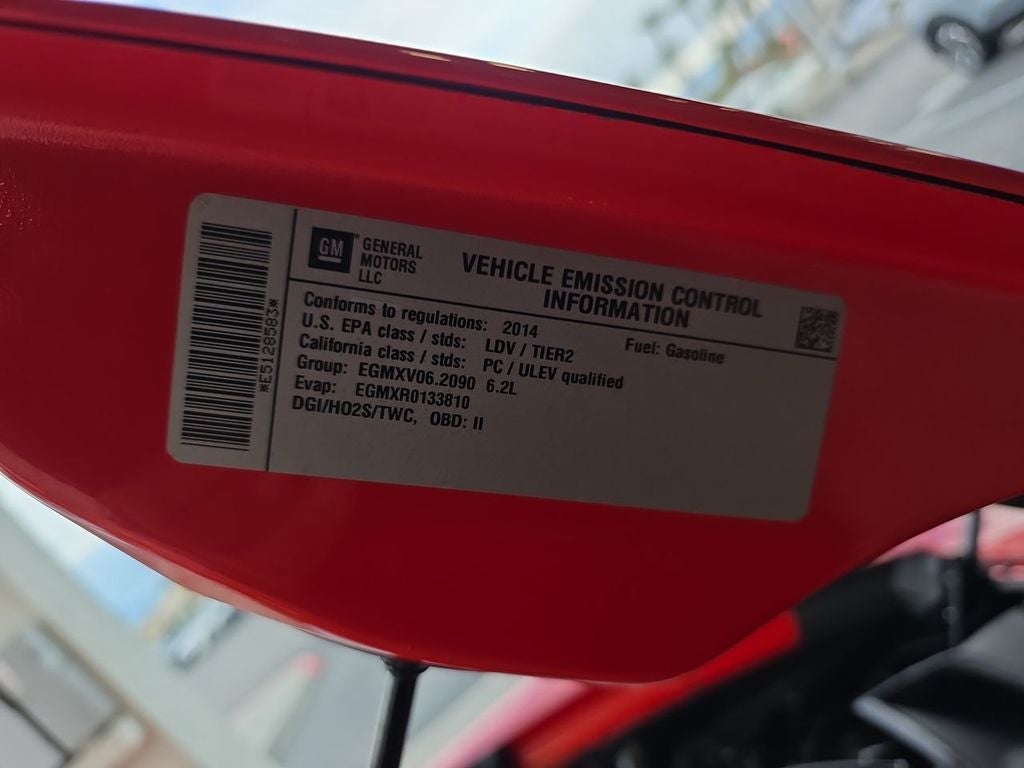 *E5128583*
GM
GENERAL
MOTORS
LLC
VEHICLE EMISSION CONTROL
INFORMATION
Conforms to regulations: 2014 Fuel: Gasoline
U.S. EPA class / stds: LDV / TIER2
California class / stds: PC / ULEV qualified
Group: EGMXV06.2090 6.2L
Evap: EGMXR0133810
DGI/HO2S/TWC, OBD: II